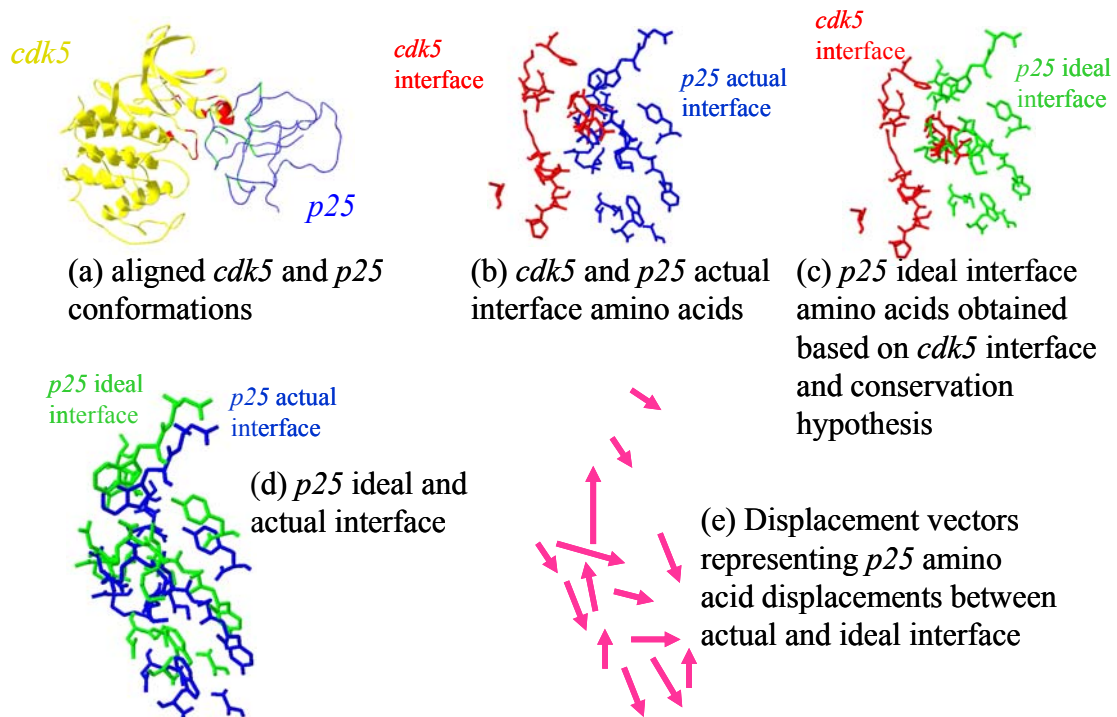 cdk5
p25
(a) aligned cdk5 and p25
conformations
cdk5
interface
p25 actual
interface
(b) cdk5 and p25 actual
interface amino acids
cdk5
interface
p25 ideal
interface
(c) p25 ideal interface
amino acids obtained
based on cdk5 interface
and conservation
hypothesis
p25 ideal
interface
p25 actual
interface
(d) p25 ideal and
actual interface
(e) Displacement vectors
representing p25 amino
acid displacements between
actual and ideal interface